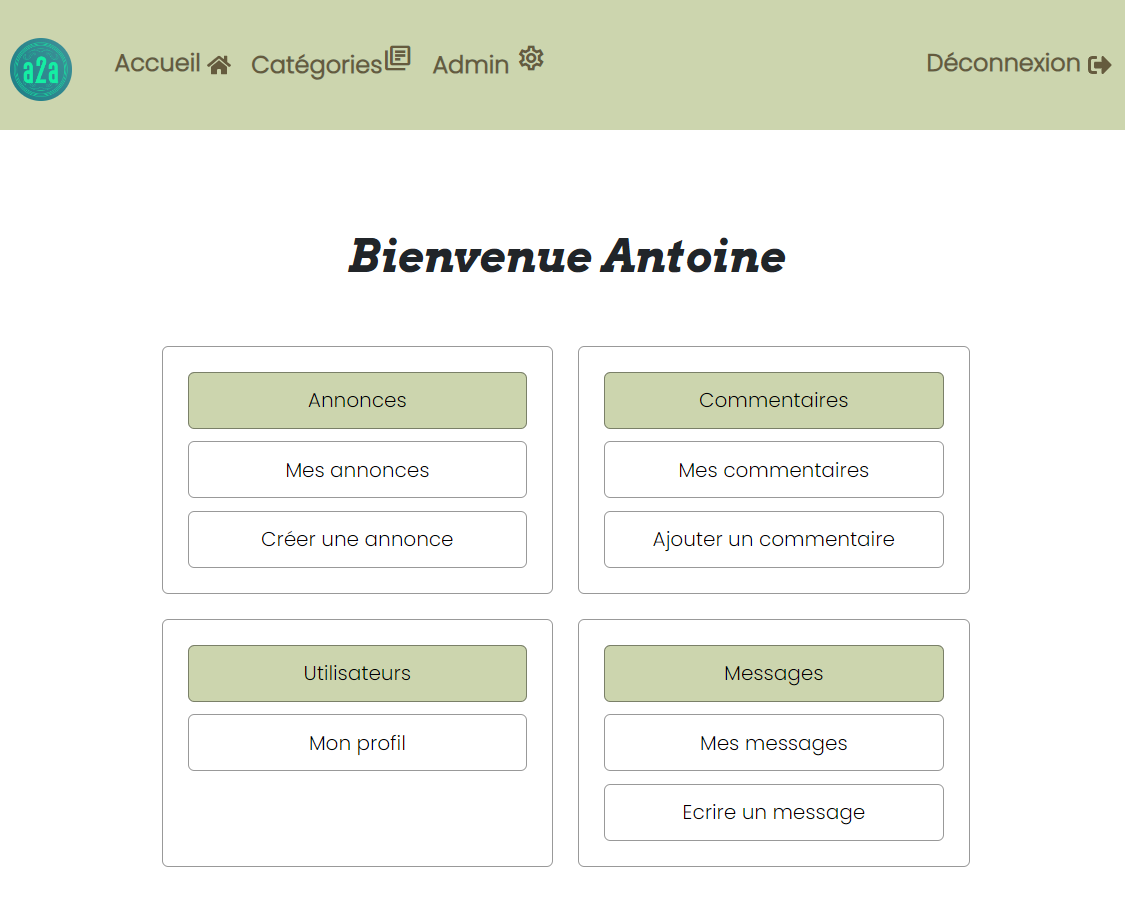 a2a
Accueil
Catégories
Admin
Déconnexion
Bienvenue Antoine
Annonces
Mes annonces
Créer une annonce
Commentaires
Mes commentaires
Ajouter un commentaire
Utilisateurs
Mon profil
Messages
Mes messages
Ecrire un message